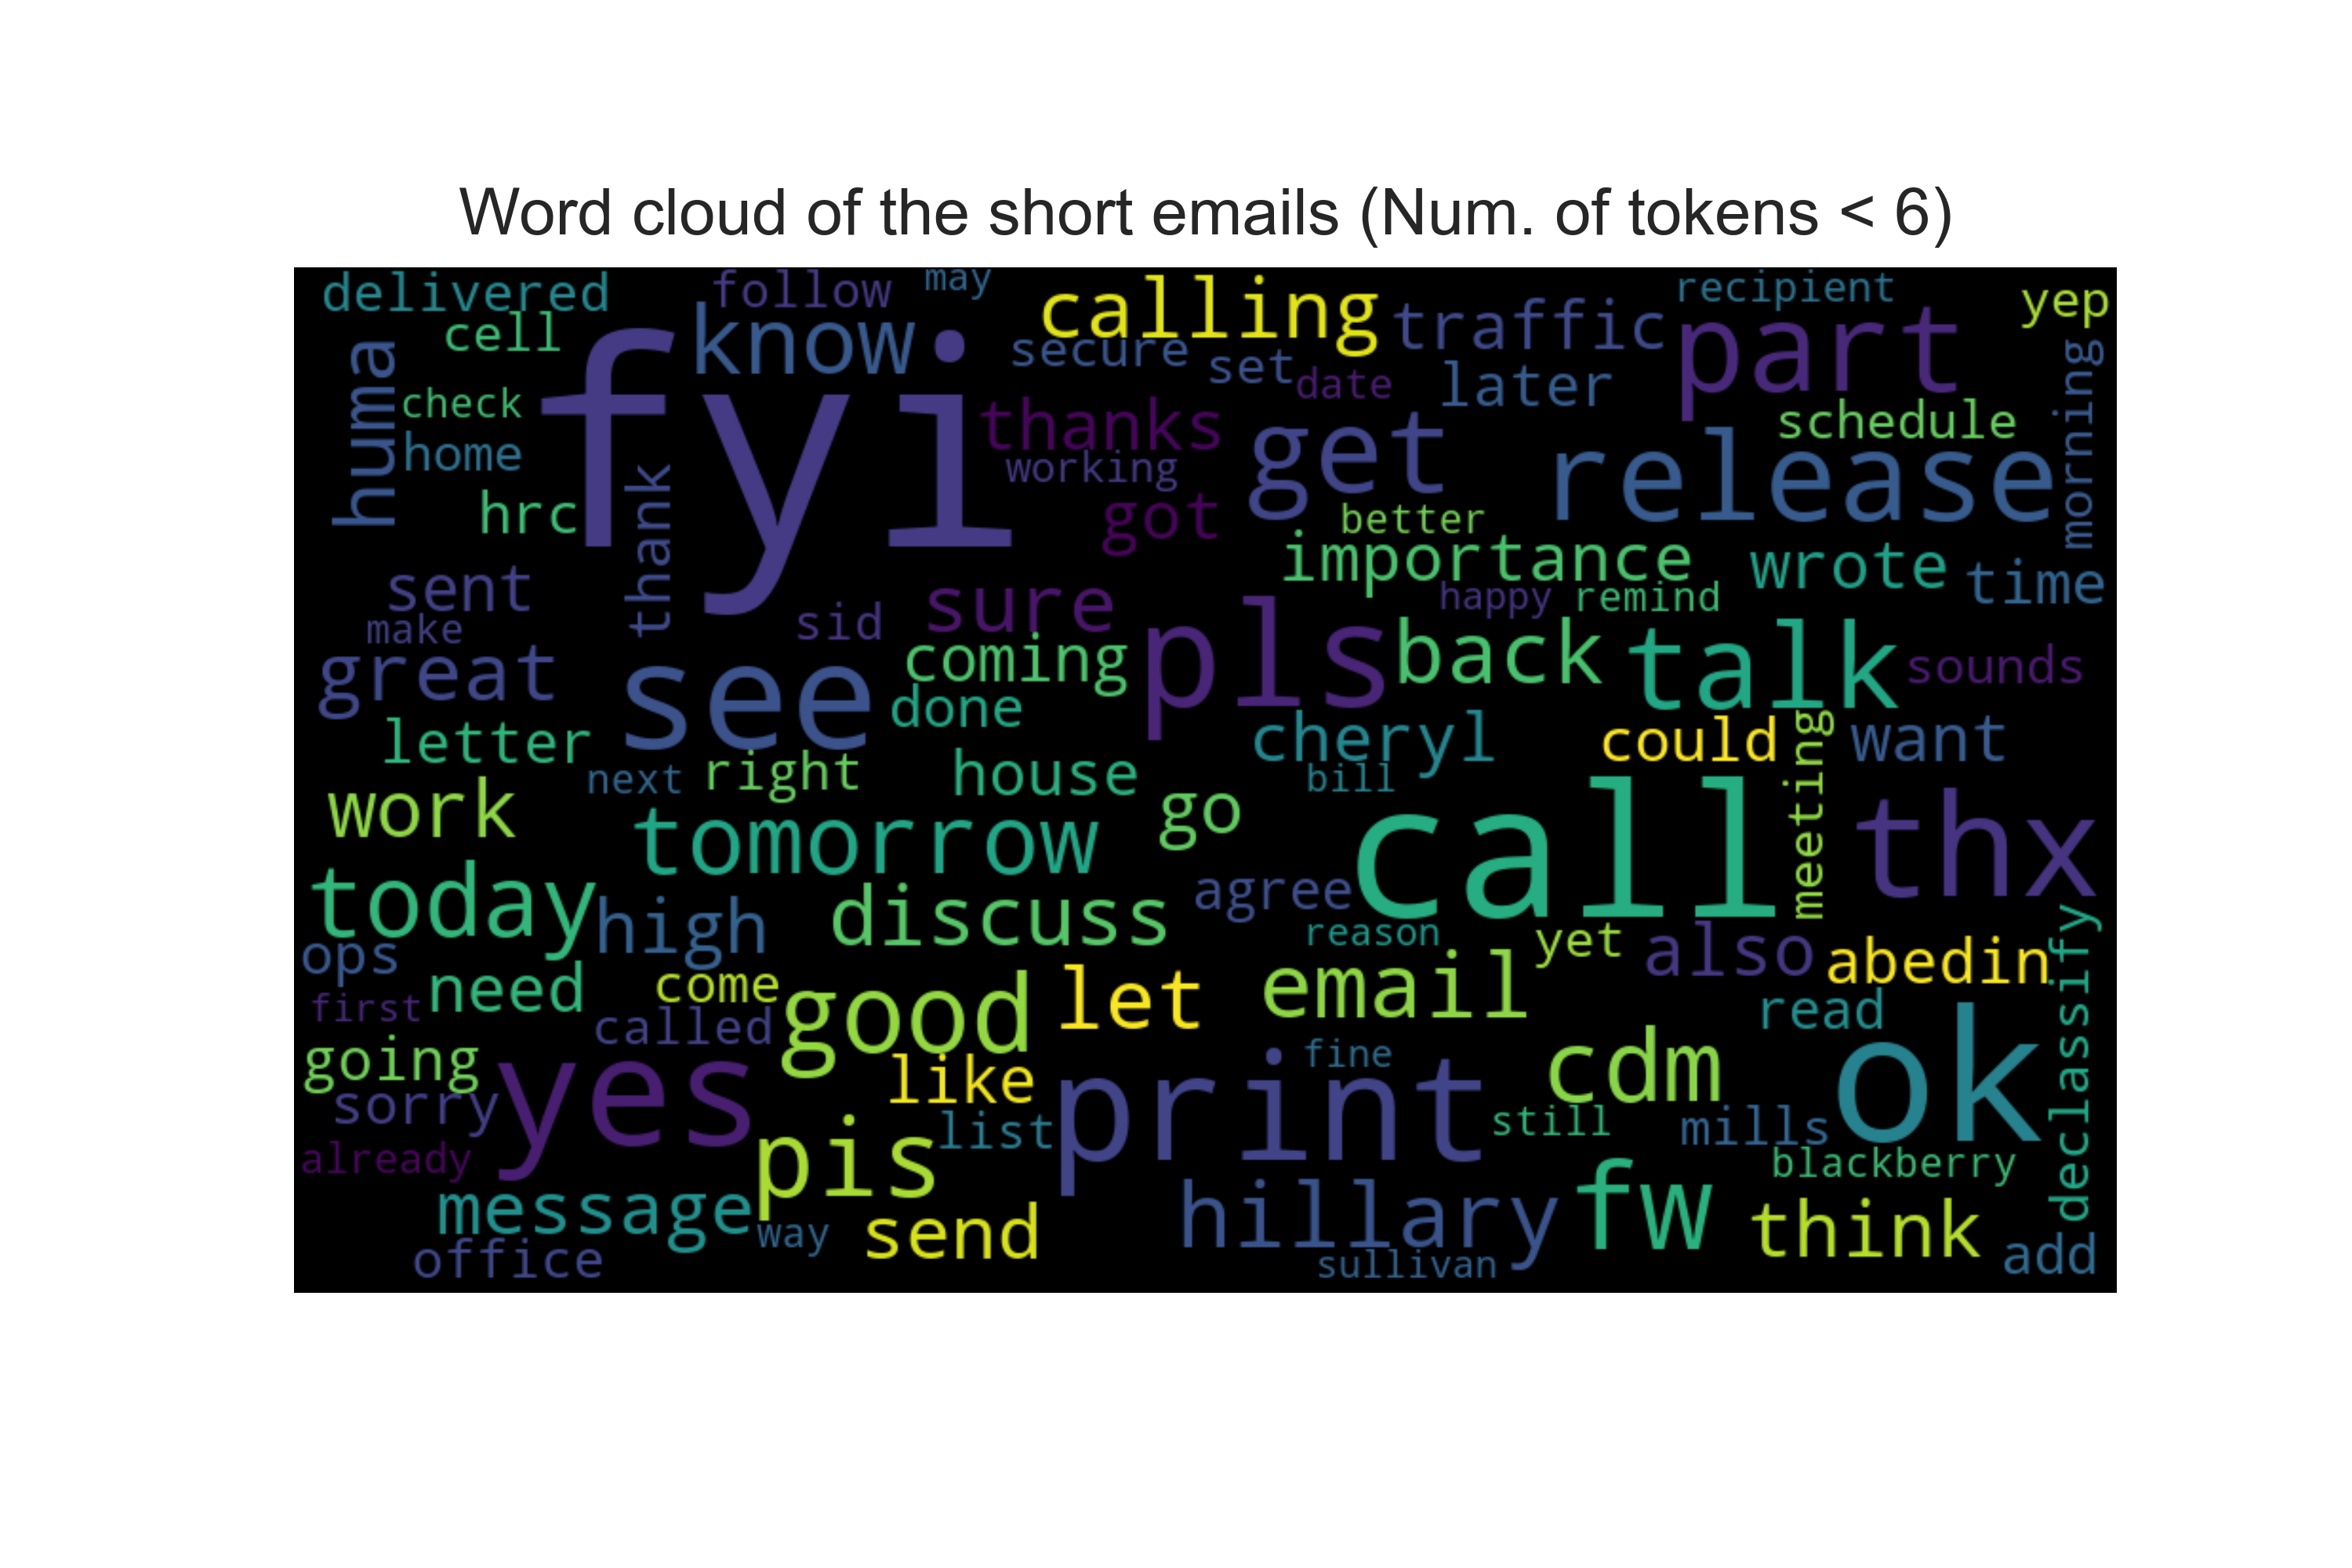 Word cloud of the short emails (Num. of tokens < 6)
delivered
follow
may
calling
recipient
yep
cell
know
secure
traffic
part
huma
fyi
set
date
later
morning
check
thanks
schedule
home
working
get
release
hrc
thank
got
better
importance
wrote
time
sent
sure
happy
remind
make
sid
pls
back
talk
sounds
great
see
coming
done
letter
cheryl
could
meeting
want
next
right
house
bill
work
tomorrow
go
call
thx
today
high
discuss
agree
reason
yet
also
abedin
declassify
ops
need
come
good
let
email
read
first
called
going
yes
like
print
fine
cdm
ok
sorry
pis
list
still
mills
already
blackberry
message
way
send
hillary
fw
think
add
office
sullivan